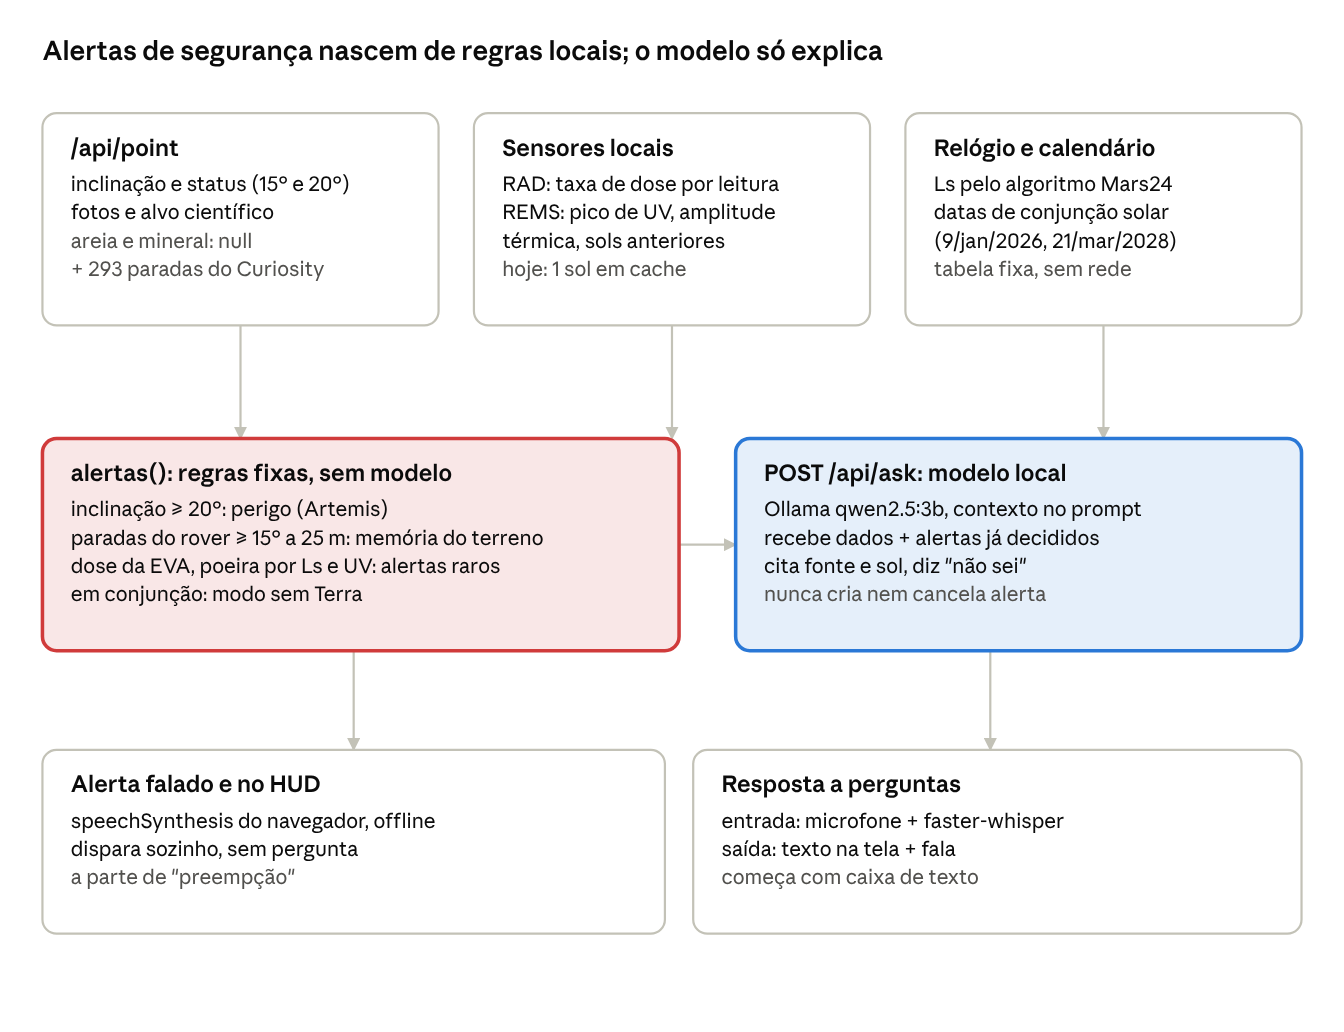 Alertas de segurança nascem de regras locais; o modelo só explica
/api/point
inclinação e status (15° e 20°)
fotos e alvo científico
areia e mineral: null
+ 293 paradas do Curiosity
Sensores locais
RAD: taxa de dose por leitura
REMS: pico de UV, amplitude
térmica, sols anteriores
hoje: 1 sol em cache
Relógio e calendário
Ls pelo algoritmo Mars24
datas de conjunção solar
(9/jan/2026, 21/mar/2028)
tabela fixa, sem rede
alertas(): regras fixas, sem modelo
inclinação ≥ 20°: perigo (Artemis)
paradas do rover ≥ 15° a 25 m: memória do terreno
dose da EVA, poeira por Ls e UV: alertas raros
em conjunção: modo sem Terra
POST /api/ask: modelo local
Ollama qwen2.5:3b, contexto no prompt
recebe dados + alertas já decididos
cita fonte e sol, diz "não sei"
nunca cria nem cancela alerta
Alerta falado e no HUD
speechSynthesis do navegador, offline
dispara sozinho, sem pergunta
a parte de "preempção"
Resposta a perguntas
entrada: microfone + faster-whisper
saída: texto na tela + fala
começa com caixa de texto